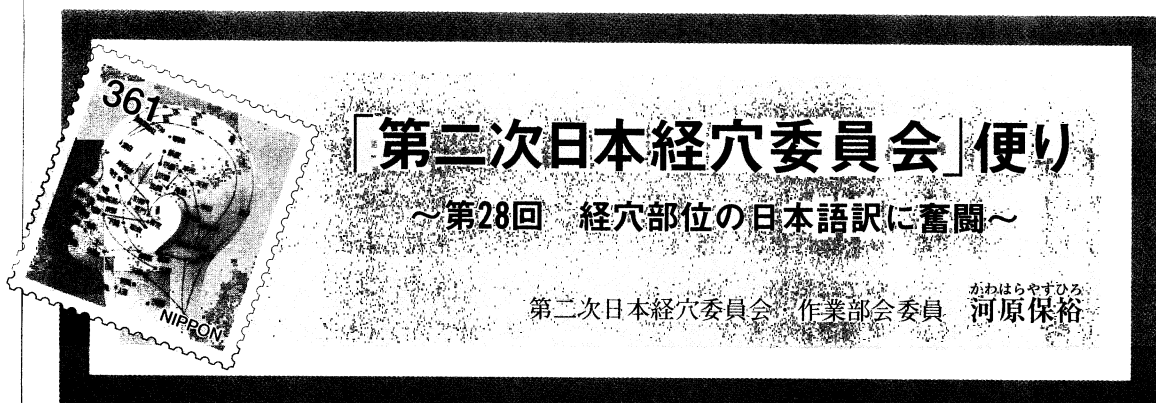 361
NIPPON
「第二次日本経穴委員会」便り
～第28回 経穴部位の日本語訳に奮闘～
かわはらやすひろ
第二次日本経穴委員会 作業部会委員 河原保裕